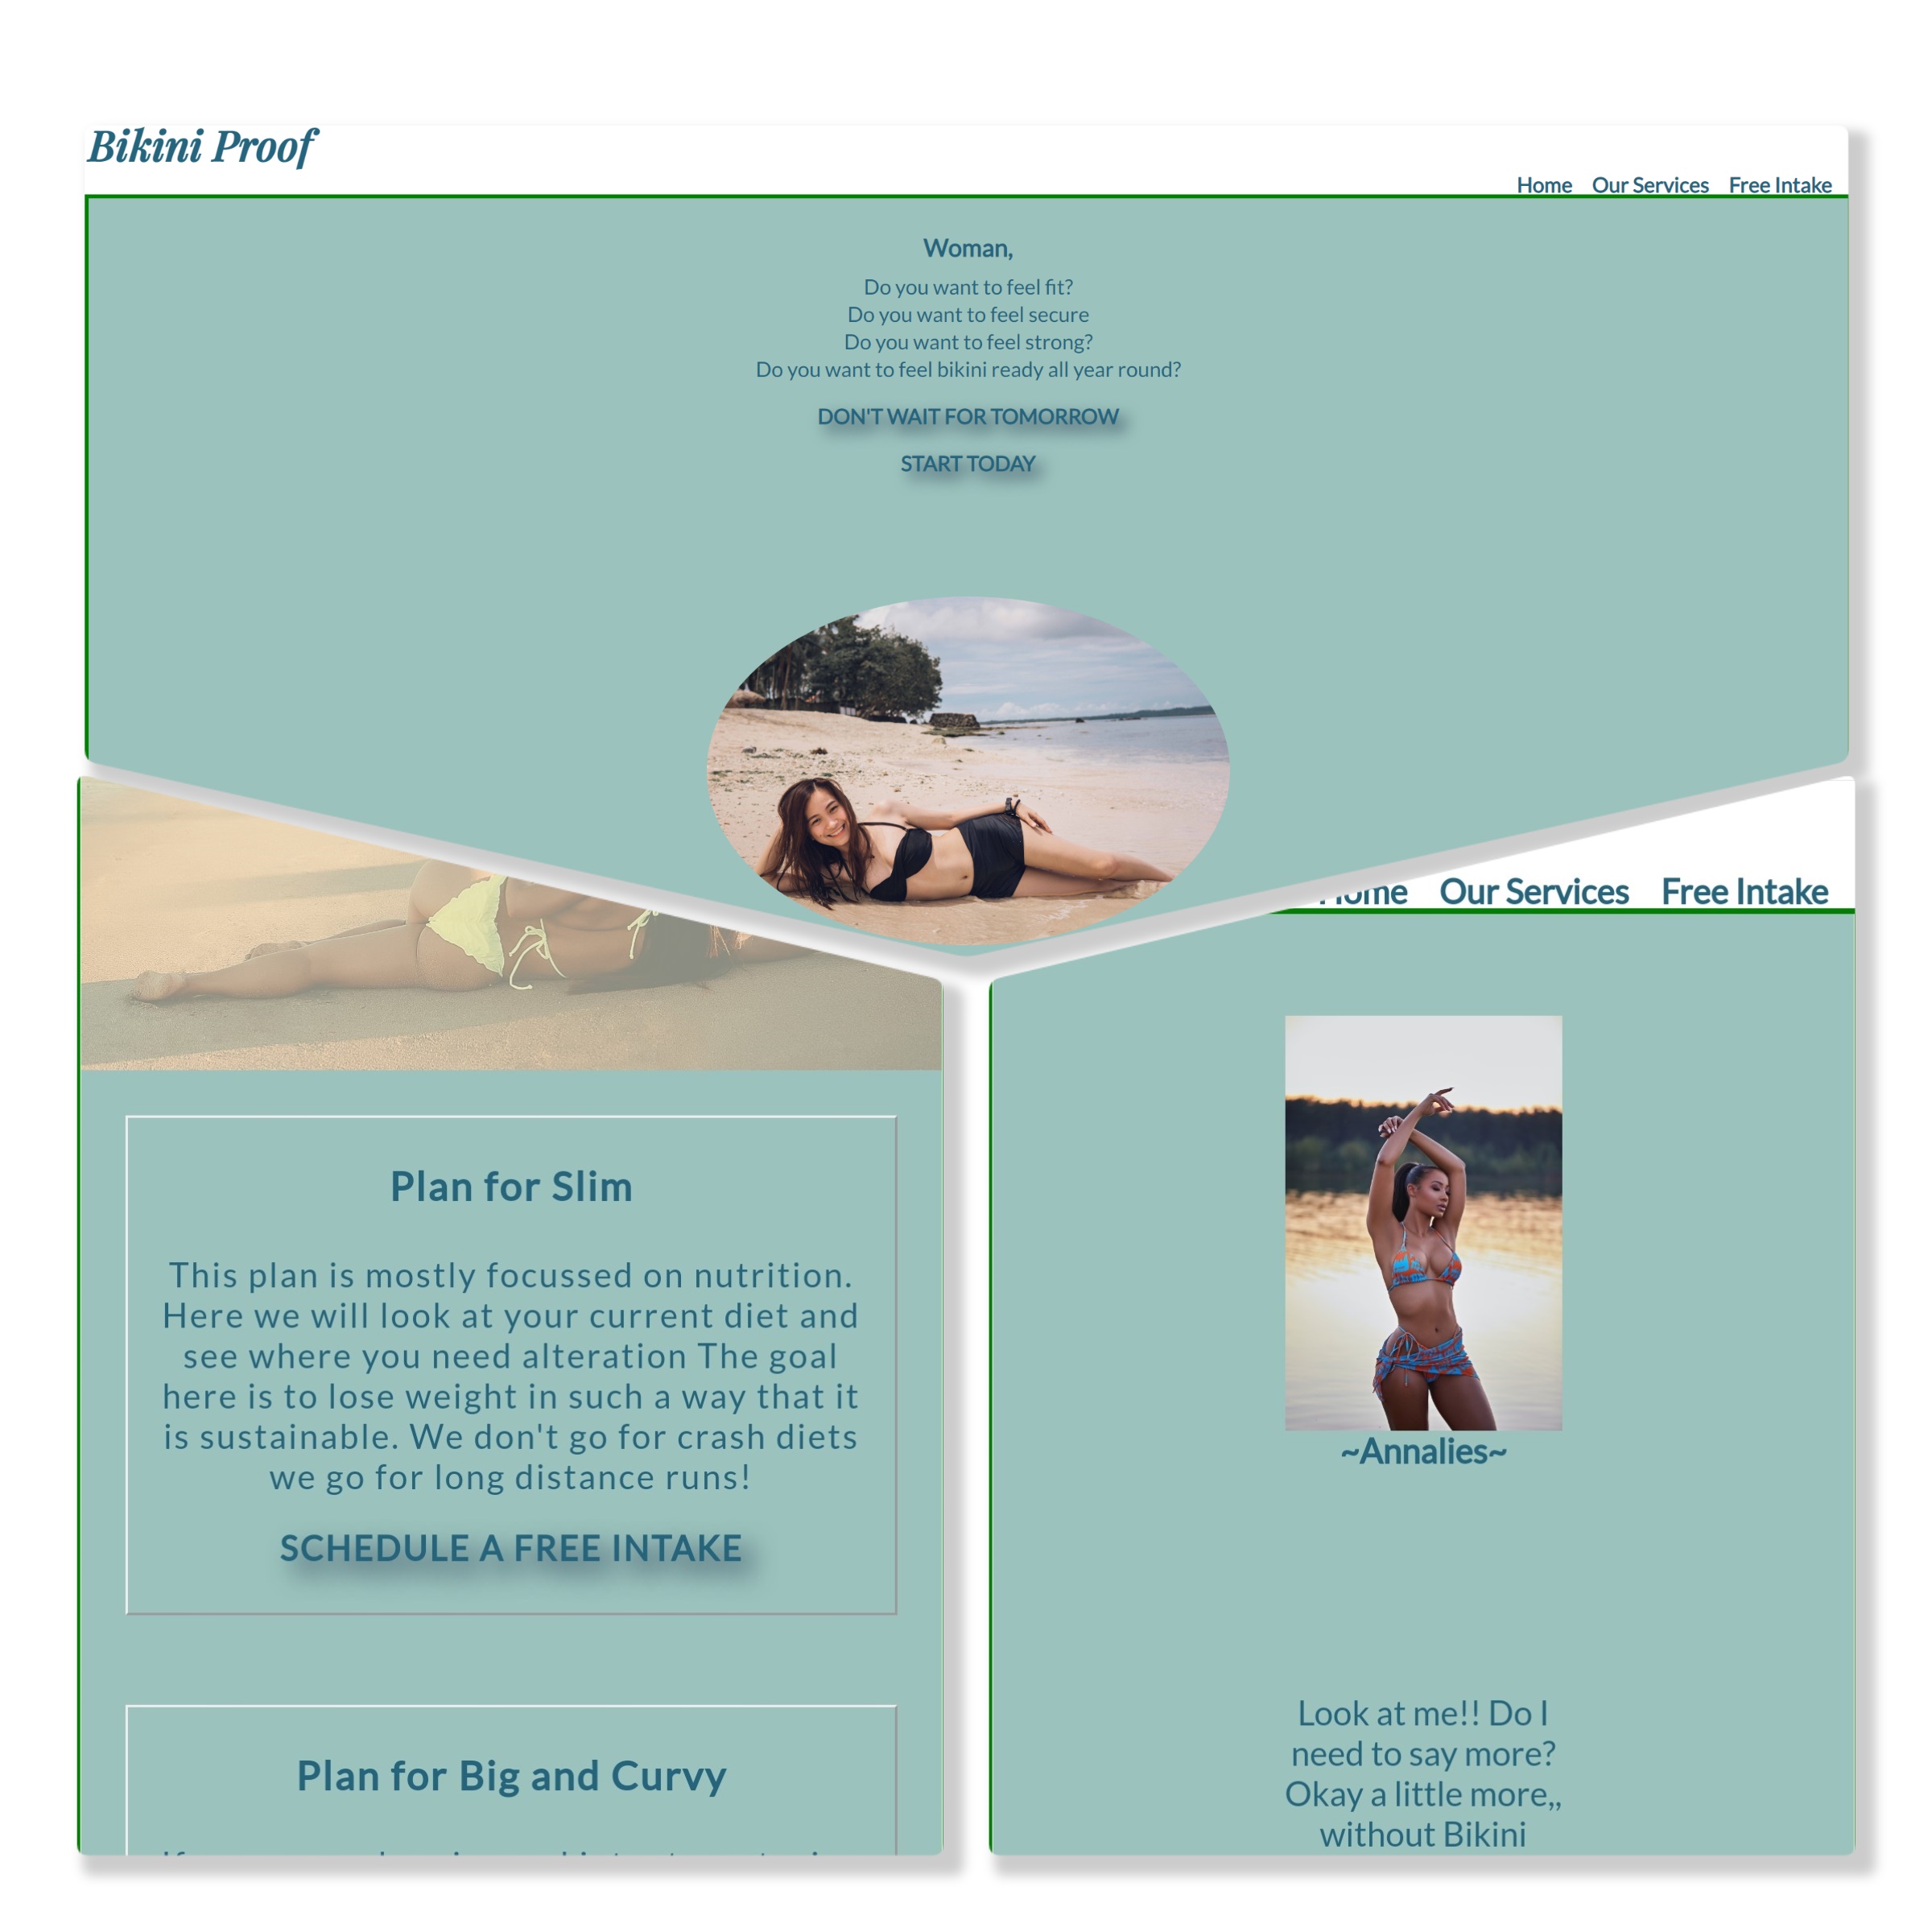 Bikini Proof
Home Our Services Free Intake
Woman,
Do you want to feel fit?
Do you want to feel secure
Do you want to feel strong?
Do you want to feel bikini ready all year round?
DON'T WAIT FOR TOMORROW
START TODAY
Plan for Slim
This plan is mostly focussed on nutrition.
Here we will look at your current diet and
see where you need alteration The goal
here is to lose weight in such a way that it
is sustainable. We don't go for crash diets
we go for long distance runs!
SCHEDULE A FREE INTAKE
Plan for Big and Curvy
Home Our Services Free Intake
~Annalies~
Look at me!! Do I
need to say more?
Okay a little more,,
without Bikini